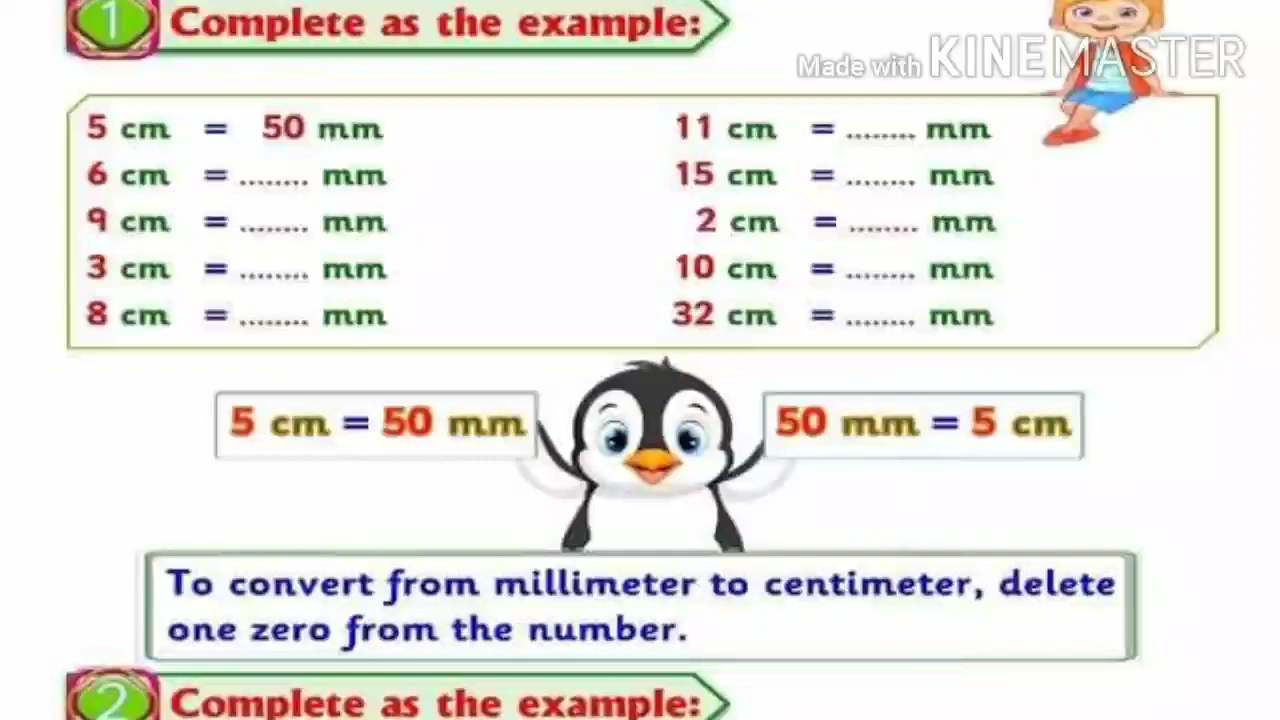 1 Complete as the example:
Made with KINEMASTER
5 cm = 50 mm
6 cm = ........ mm
9 cm = ........ mm
3 cm = ........ mm
8 cm = ........ mm
11 cm = ........ mm
15 cm = ........ mm
2 cm = ........ mm
10 cm = ........ mm
32 cm = ........ mm
5 cm = 50 mm
50 mm = 5 cm
To convert from millimeter to centimeter, delete
one zero from the number.
2 Complete as the example: